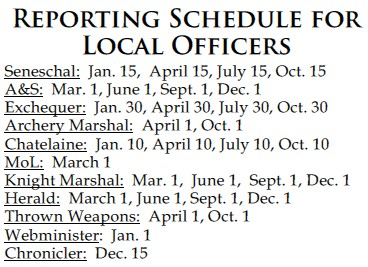 REPORTING SCHEDULE FOR
LOCAL OFFICERS
Seneschal: Jan. 15, April 15, July 15, Oct. 15
A&S: Mar. 1, June 1, Sept. 1, Dec. 1
Exchequer: Jan. 30, April 30, July 30, Oct. 30
Archery Marshal: April 1, Oct. 1
Chatelaine: Jan. 10, April 10, July 10, Oct. 10
MoL: March 1
Knight Marshal: Mar. 1, June 1, Sept. 1, Dec. 1
Herald: March 1, June 1, Sept. 1, Dec. 1
Thrown Weapons: April 1, Oct. 1
Webminister: Jan. 1
Chronicler: Dec. 15